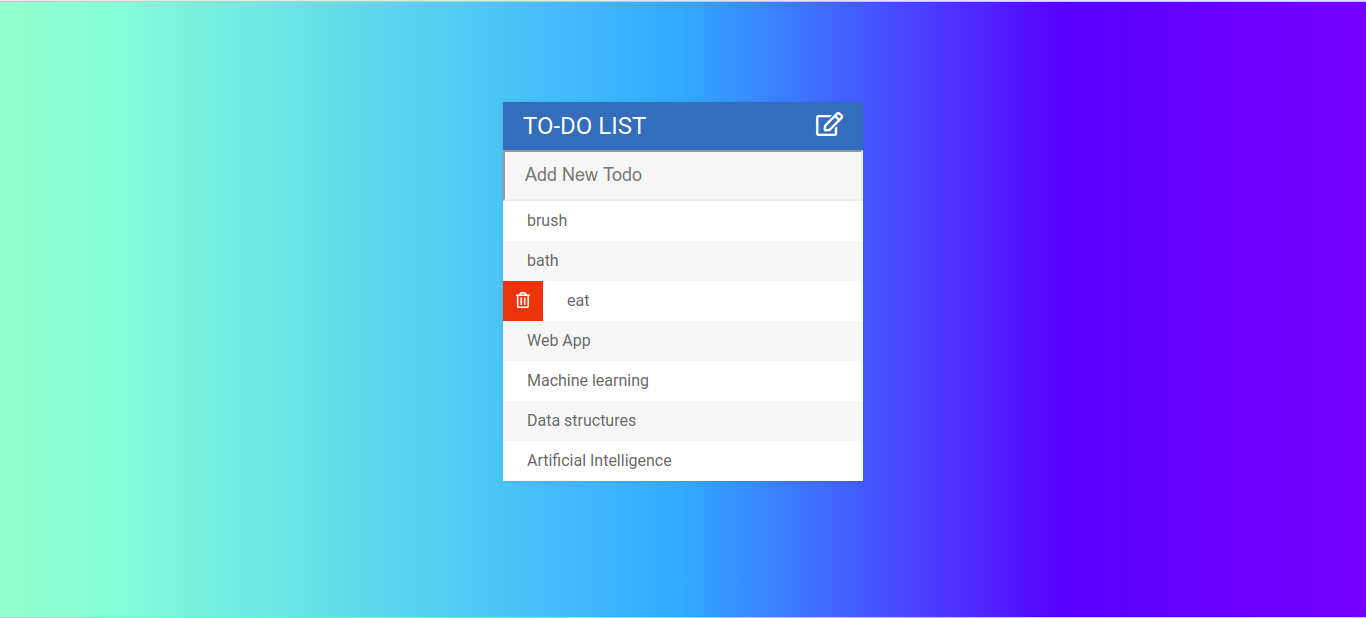 TO-DO LIST
Add New Todo
brush
bath
eat
Web App
Machine learning
Data structures
Artificial Intelligence